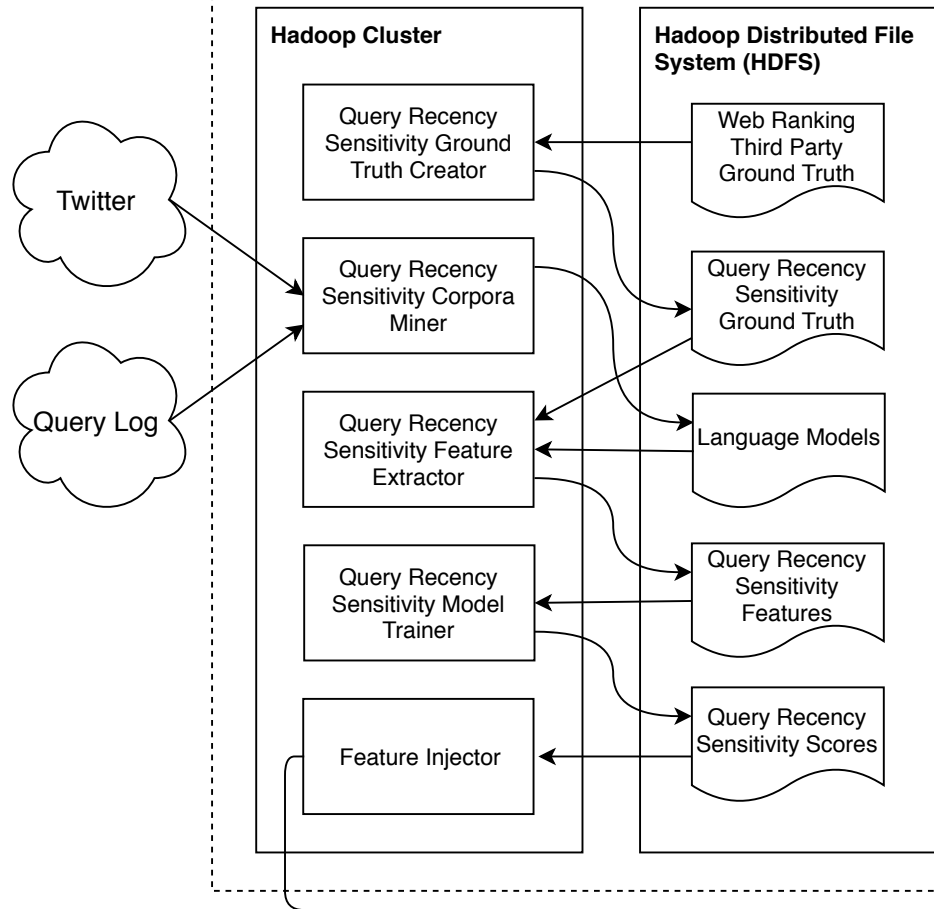 Hadoop Cluster
Hadoop Distributed File
System (HDFS)
Query Recency
Sensitivity Ground
Truth Creator
Web Ranking
Third Party
Ground Truth
Twitter
Query Recency
Sensitivity Corpora
Miner
Query Recency
Sensitivity
Ground Truth
Query Log
Query Recency
Sensitivity Feature
Extractor
Language Models
Query Recency
Sensitivity Model
Trainer
Query Recency
Sensitivity
Features
Feature Injector
Query Recency
Sensitivity Scores